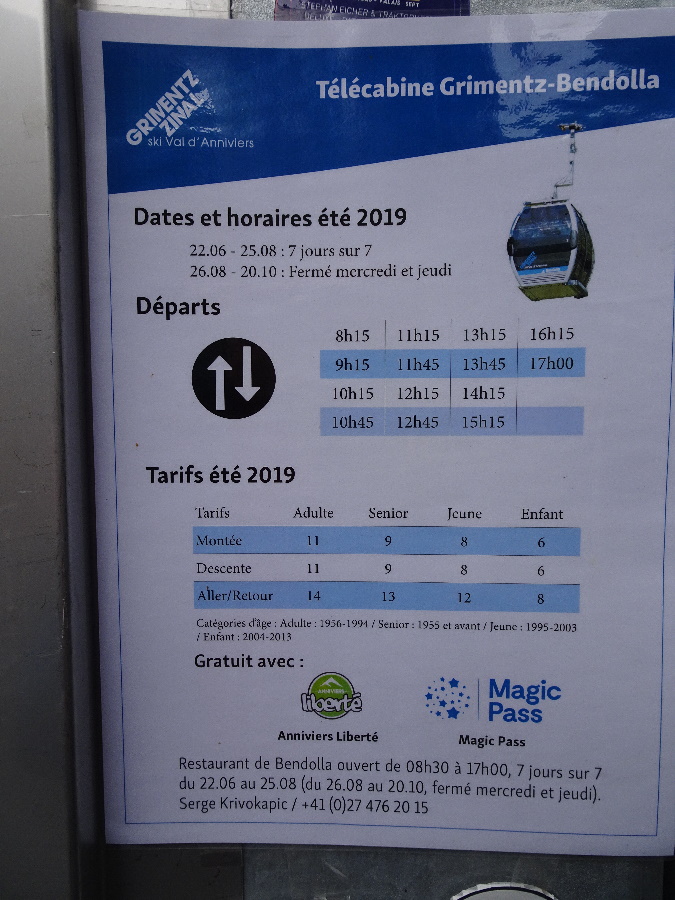 VALAIS SEPT
STEPHAN EICHER & TRAKTOR
GRIMENTZ
ZINAL
ski Val d'Anniviers
Télécabine Grimentz-Bendolla
Dates et horaires été 2019
22.06 - 25.08 : 7 jours sur 7
26.08 - 20.10 : Fermé mercredi et jeudi
Départs
8h15 11h15 13h15 16h15
9h15 11h45 13h45 17h00
10h15 12h15 14h15
10h45 12h45 15h15
Tarifs été 2019
Tarifs Adulte Senior Jeune Enfant
Montée 11 9 8 6
Descente 11 9 8 6
Aller/Retour 14 13 12 8
Catégories d'âge : Adulte : 1956-1994 / Senior : 1955 et avant / Jeune : 1995-2003
/ Enfant : 2004-2013
Gratuit avec :
ANNIVIERS
liberté
Magic
Pass
Anniviers Liberté
Magic Pass
Restaurant de Bendolla ouvert de 08h30 à 17h00, 7 jours sur 7
du 22.06 au 25.08 (du 26.08 au 20.10, fermé mercredi et jeudi).
Serge Krivokapic / +41 (0)27 476 20 15